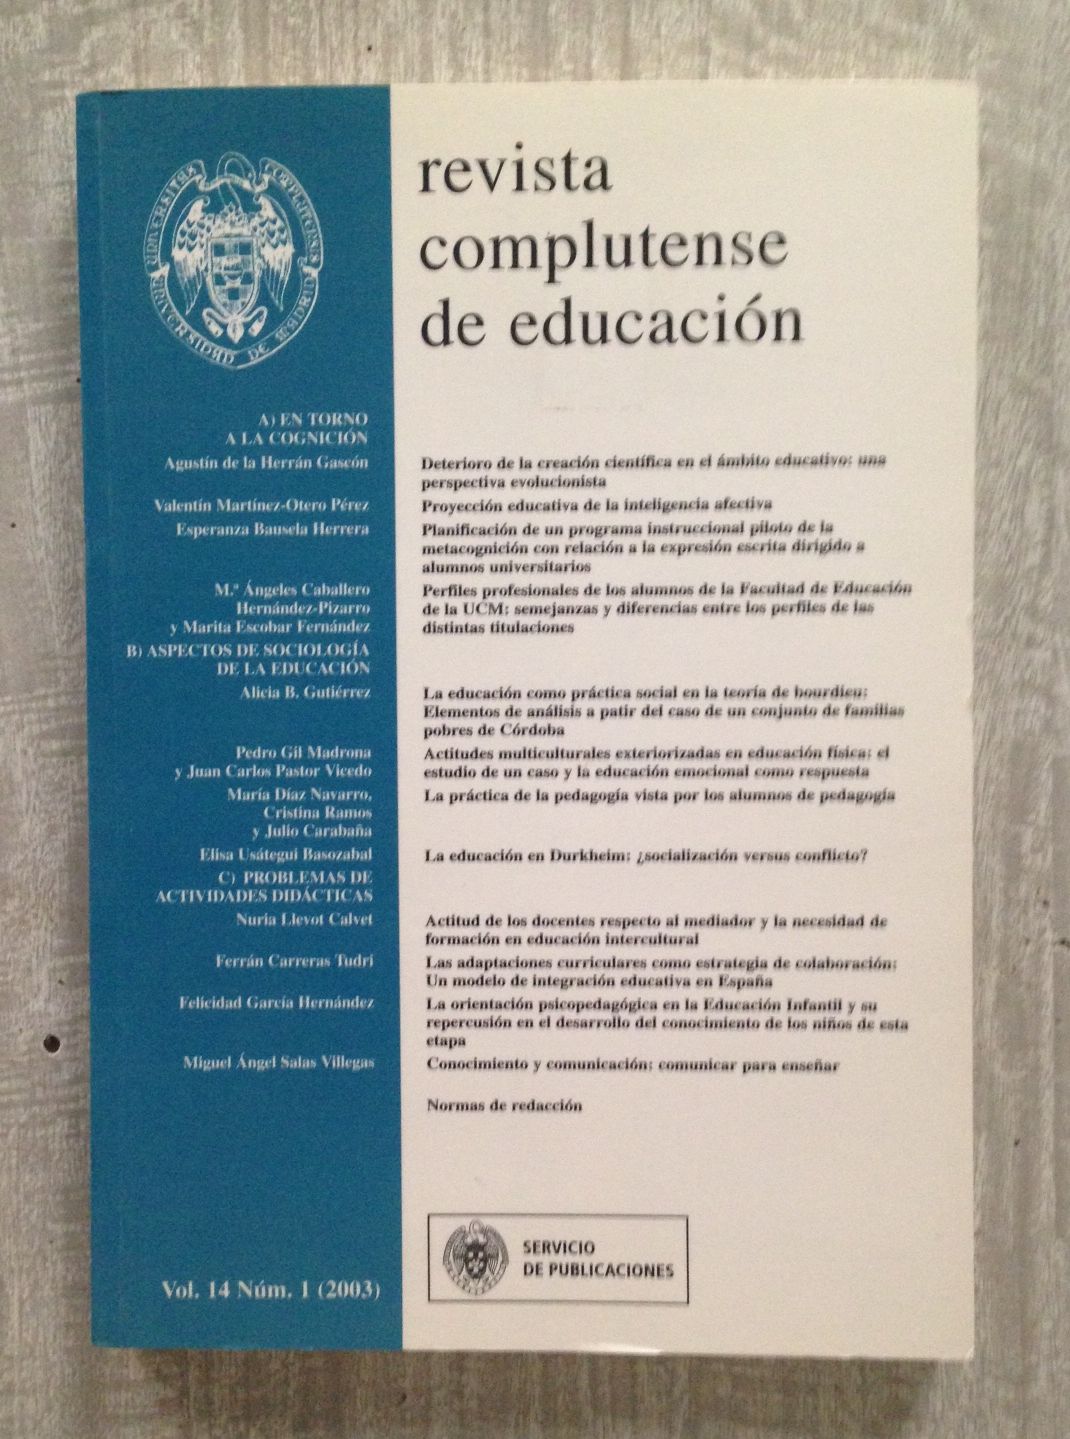 UNIVERSITAS COMPLUTENSIS
UNIVERSIDAD DE MADRID
revista
complutense
de educación
A) EN TORNO
A LA COGNICIÓN
Agustín de la Herrán Gascón
Deterioro de la creación científica en el ámbito educativo: una
perspectiva evolucionista
Valentín Martínez-Otero Pérez
Proyección educativa de la inteligencia afectiva
Esperanza Bausela Herrera
Planificación de un programa instruccional piloto de la
metacognición con relación a la expresión escrita dirigido a
alumnos universitarios
M.ª Ángeles Caballero
Hernández-Pizarro
y Marita Escobar Fernández
Perfiles profesionales de los alumnos de la Facultad de Educación
de la UCM: semejanzas y diferencias entre los perfiles de las
distintas titulaciones
B) ASPECTOS DE SOCIOLOGÍA
DE LA EDUCACIÓN
Alicia B. Gutiérrez
La educación como práctica social en la teoría de bourdieu:
Elementos de análisis a patir del caso de un conjunto de familias
pobres de Córdoba
Pedro Gil Madrona
y Juan Carlos Pastor Vicedo
Actitudes multiculturales exteriorizadas en educación física: el
estudio de un caso y la educación emocional como respuesta
María Díaz Navarro,
Cristina Ramos
y Julio Carabaña
La práctica de la pedagogía vista por los alumnos de pedagogía
Elisa Usátegui Basozabal
La educación en Durkheim: ¿socialización versus conflicto?
C) PROBLEMAS DE
ACTIVIDADES DIDÁCTICAS
Nuria Llevot Calvet
Actitud de los docentes respecto al mediador y la necesidad de
formación en educación intercultural
Ferrán Carreras Tudri
Las adaptaciones curriculares como estrategia de colaboración:
Un modelo de integración educativa en España
Felicidad García Hernández
La orientación psicopedagógica en la Educación Infantil y su
repercusión en el desarrollo del conocimiento de los niños de esta
etapa
Miguel Ángel Salas Villegas
Conocimiento y comunicación: comunicar para enseñar
Normas de redacción
SERVICIO
DE PUBLICACIONES
Vol. 14 Núm. 1 (2003)